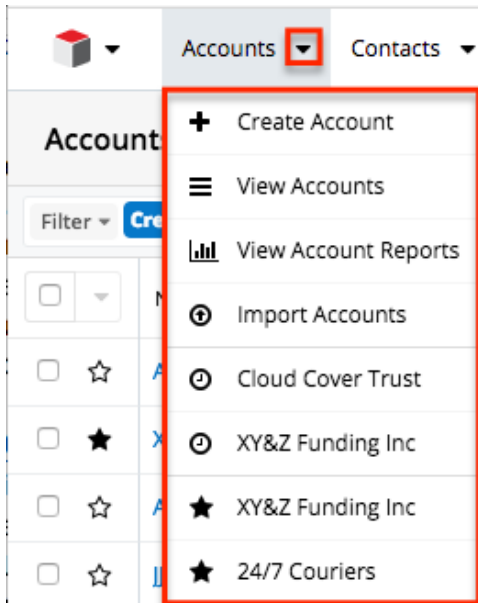 Accounts Contacts
Account
Create Account
View Accounts
Filter Cre
View Account Reports
Import Accounts
Cloud Cover Trust
XY&Z Funding Inc
XY&Z Funding Inc
24/7 Couriers